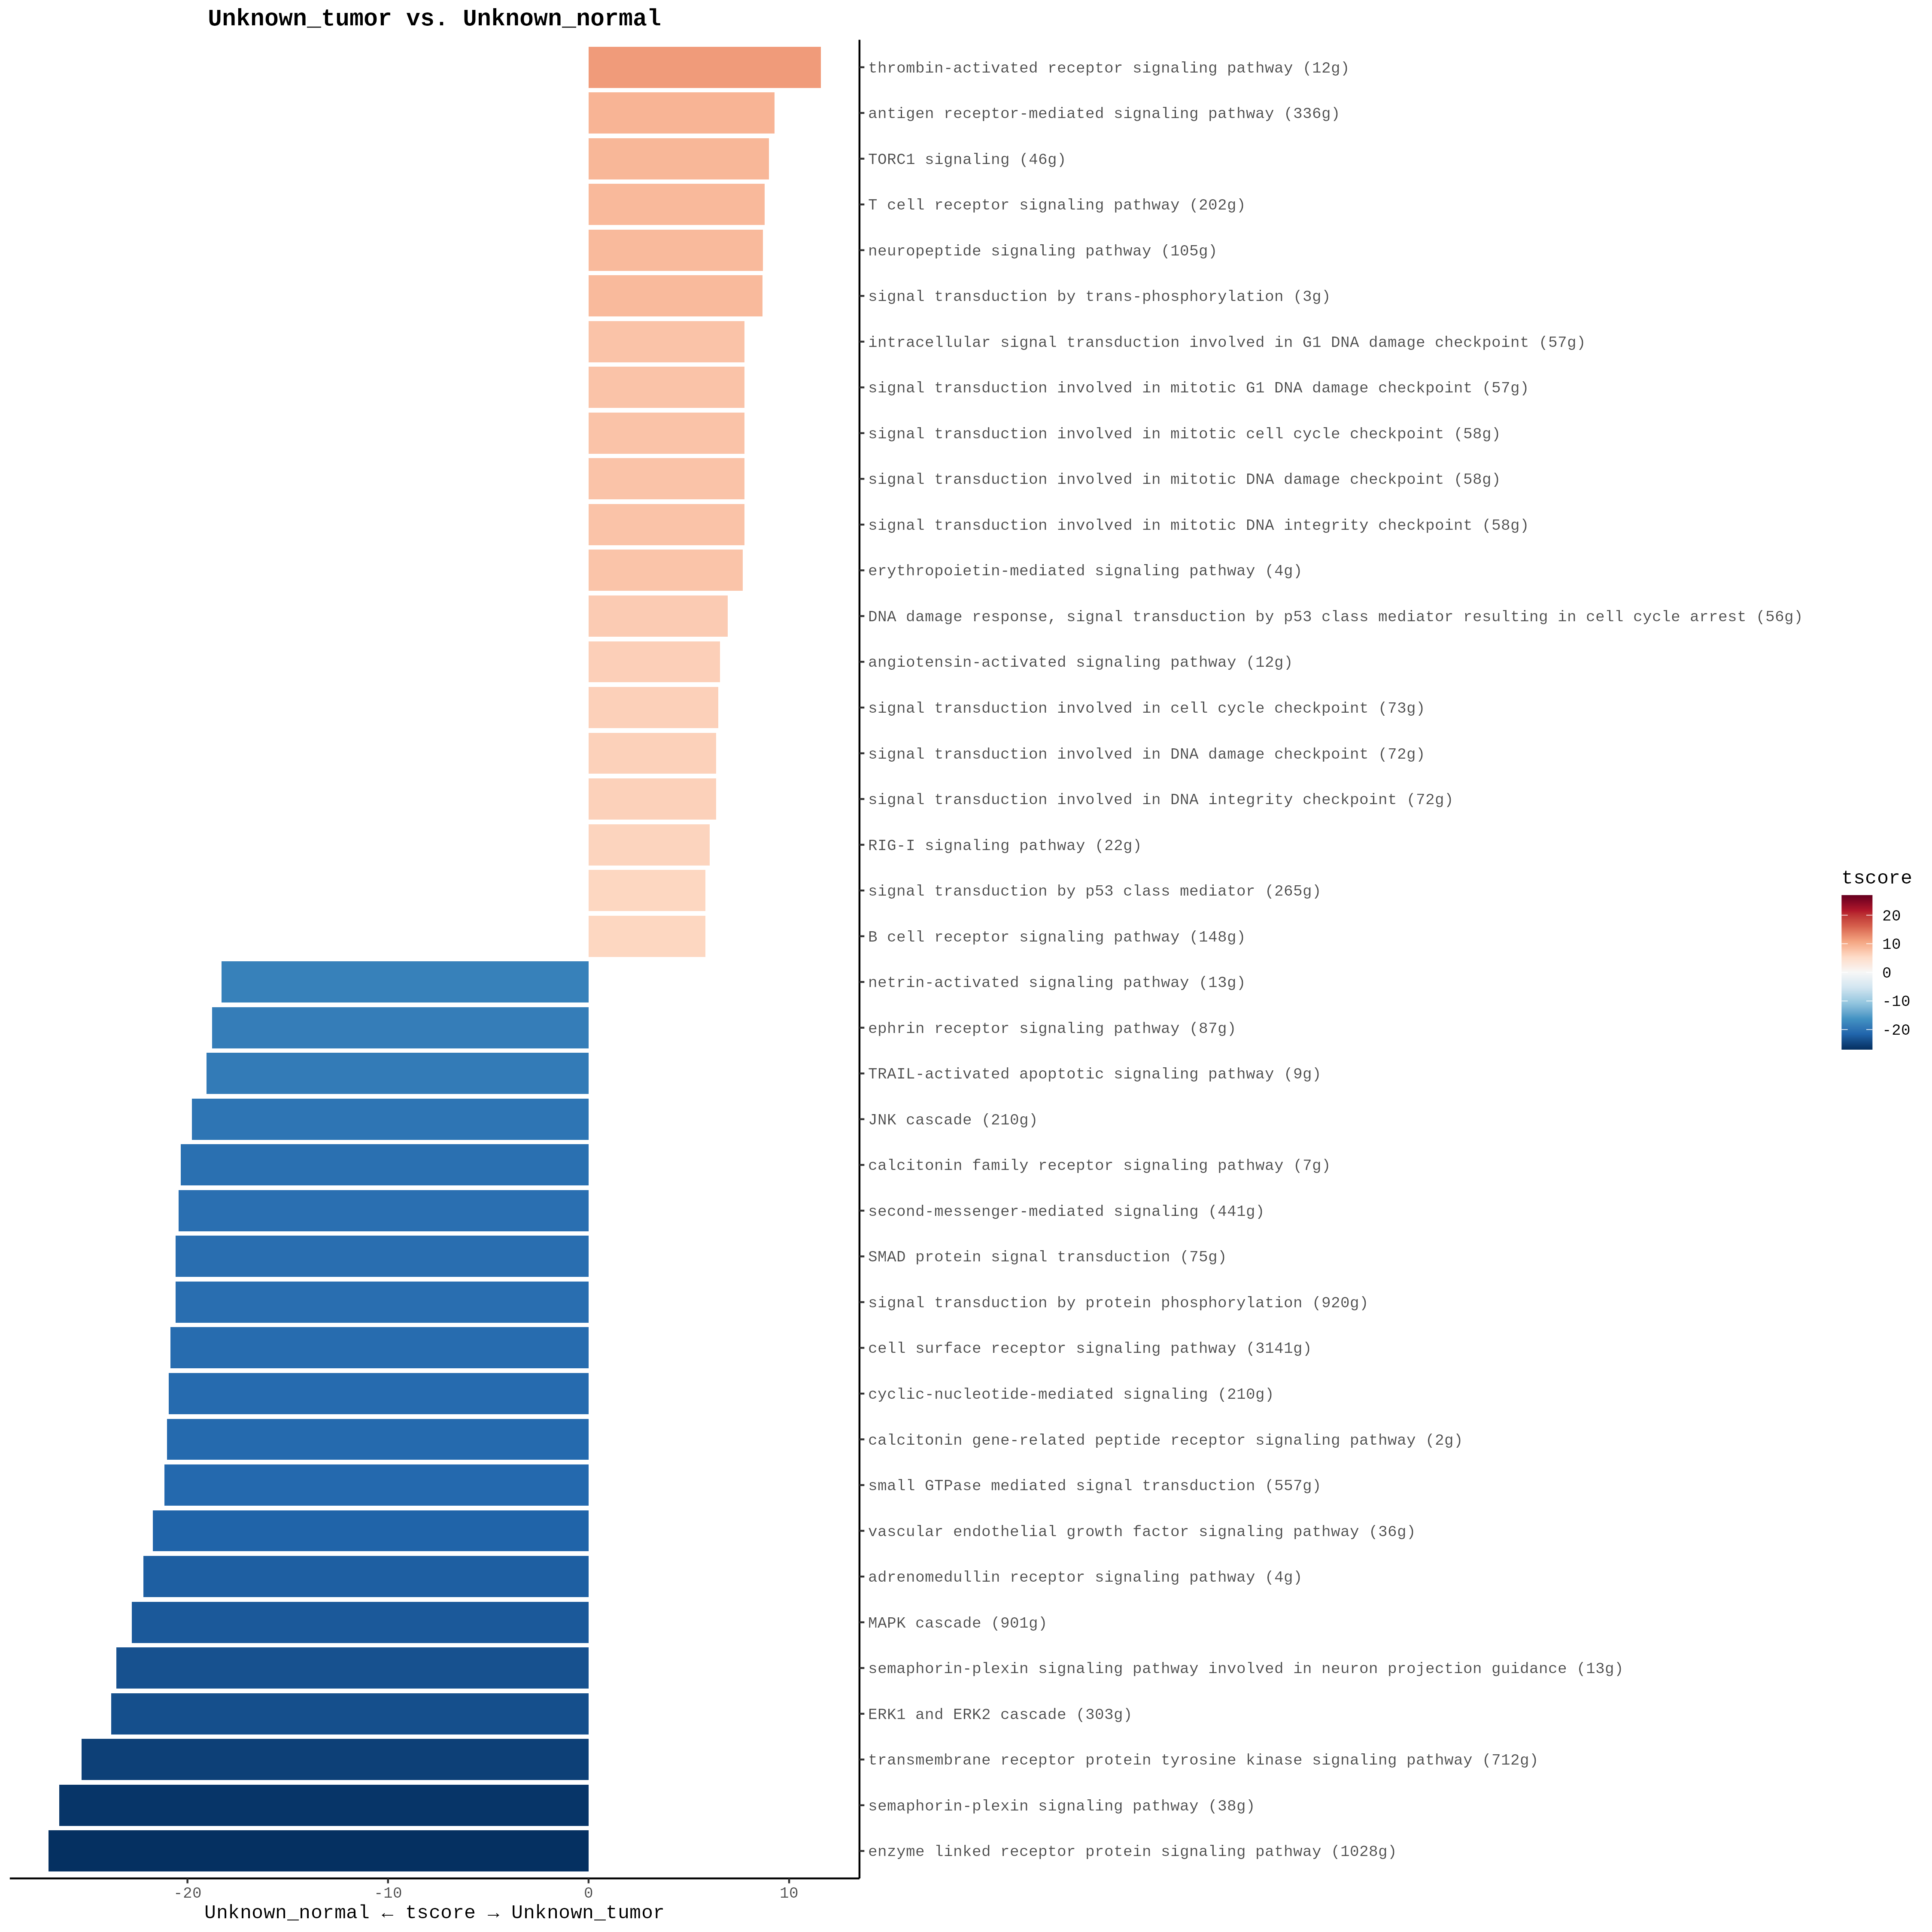 Unknown_tumor vs. Unknown_normal
thrombin-activated receptor signaling pathway (12g)
antigen receptor-mediated signaling pathway (336g)
TORC1 signaling (46g)
T cell receptor signaling pathway (202g)
neuropeptide signaling pathway (105g)
signal transduction by trans-phosphorylation (3g)
intracellular signal transduction involved in G1 DNA damage checkpoint (57g)
signal transduction involved in mitotic G1 DNA damage checkpoint (57g)
signal transduction involved in mitotic cell cycle checkpoint (58g)
signal transduction involved in mitotic DNA damage checkpoint (58g)
signal transduction involved in mitotic DNA integrity checkpoint (58g)
erythropoietin-mediated signaling pathway (4g)
DNA damage response, signal transduction by p53 class mediator resulting in cell cycle arrest (56g)
angiotensin-activated signaling pathway (12g)
signal transduction involved in cell cycle checkpoint (73g)
signal transduction involved in DNA damage checkpoint (72g)
signal transduction involved in DNA integrity checkpoint (72g)
RIG-I signaling pathway (22g)
signal transduction by p53 class mediator (265g)
B cell receptor signaling pathway (148g)
netrin-activated signaling pathway (13g)
ephrin receptor signaling pathway (87g)
TRAIL-activated apoptotic signaling pathway (9g)
JNK cascade (210g)
calcitonin family receptor signaling pathway (7g)
second-messenger-mediated signaling (441g)
SMAD protein signal transduction (75g)
signal transduction by protein phosphorylation (920g)
cell surface receptor signaling pathway (3141g)
cyclic-nucleotide-mediated signaling (210g)
calcitonin gene-related peptide receptor signaling pathway (2g)
small GTPase mediated signal transduction (557g)
vascular endothelial growth factor signaling pathway (36g)
adrenomedullin receptor signaling pathway (4g)
MAPK cascade (901g)
semaphorin-plexin signaling pathway involved in neuron projection guidance (13g)
ERK1 and ERK2 cascade (303g)
transmembrane receptor protein tyrosine kinase signaling pathway (712g)
semaphorin-plexin signaling pathway (38g)
enzyme linked receptor protein signaling pathway (1028g)
-20 -10 0 10
Unknown_normal ← tscore → Unknown_tumor
tscore
20
10
0
-10
-20